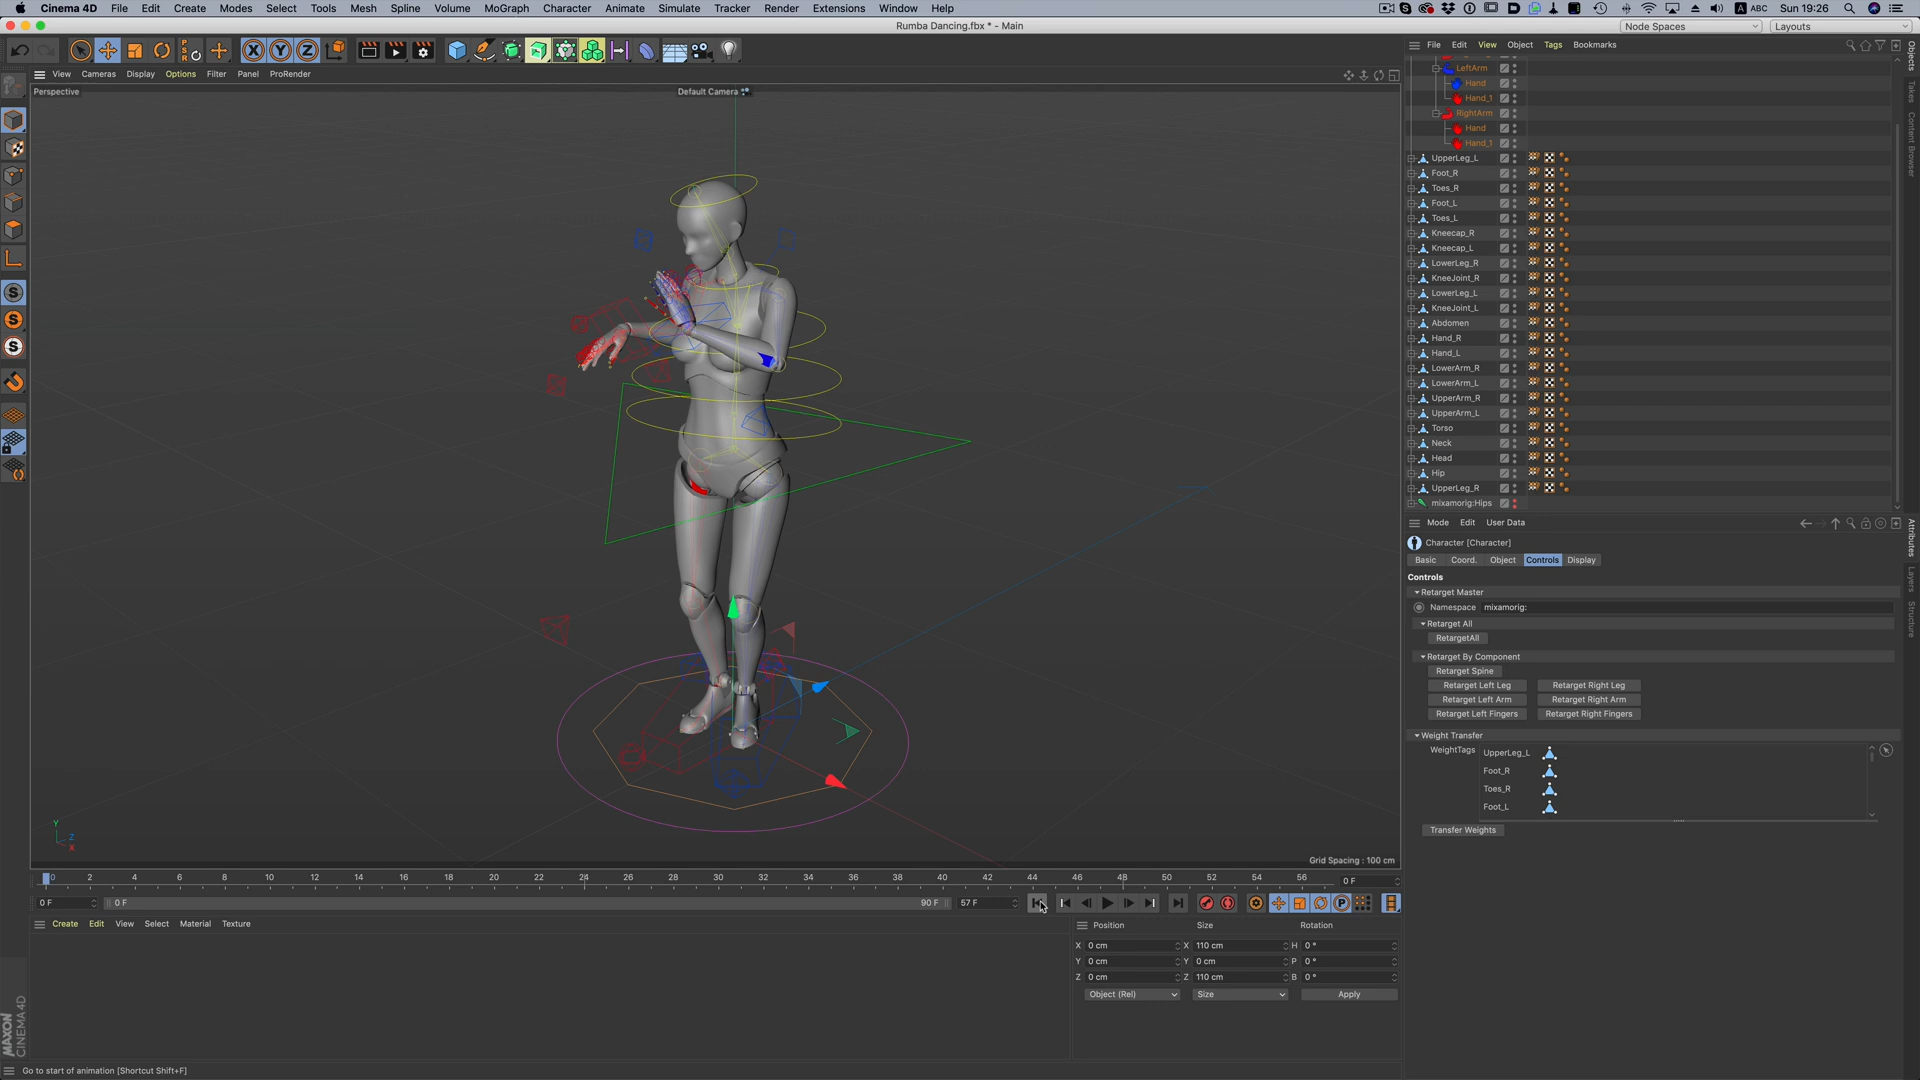 Cinema 4D File Edit Create Modes Select Tools Mesh Spline Volume MoGraph Character Animate Simulate Tracker Render Extensions Window Help
ABC Sun 19:26
Rumba Dancing.fbx * - Main
Node Spaces
Layouts
File Edit View Object Tags Bookmarks
View Cameras Display Options Filter Panel ProRender
Perspective
Default Camera
LeftArm
Hand
Hand_1
RightArm
Hand
Hand_1
UpperLeg_L
Foot_R
Toes_R
Foot_L
Toes_L
Kneecap_R
Kneecap_L
LowerLeg_R
KneeJoint_R
LowerLeg_L
KneeJoint_L
Abdomen
Hand_R
Hand_L
LowerArm_R
LowerArm_L
UpperArm_R
UpperArm_L
Torso
Neck
Head
Hip
UpperLeg_R
mixamorig:Hips
Objects
Takes
Content Browser
Mode Edit User Data
Character [Character]
Basic Coord. Object Controls Display
Controls
Retarget Master
Namespace mixamorig:
Retarget All
RetargetAll
Retarget By Component
Retarget Spine
Retarget Left Leg Retarget Right Leg
Retarget Left Arm Retarget Right Arm
Retarget Left Fingers Retarget Right Fingers
Weight Transfer
WeightTags UpperLeg_L
Foot_R
Toes_R
Foot_L
Transfer Weights
Attributes
Layers
Structure
Y
Z
X
Grid Spacing : 100 cm
0 2 4 6 8 10 12 14 16 18 20 22 24 26 28 30 32 34 36 38 40 42 44 46 48 50 52 54 56 0 F
0 F 0 F 90 F 57 F
Create Edit View Select Material Texture
Position Size Rotation
X 0 cm X 110 cm H 0 °
Y 0 cm Y 0 cm P 0 °
Z 0 cm Z 110 cm B 0 °
Object (Rel) Size Apply
MAXON
CINEMA 4D
Go to start of animation [Shortcut Shift+F]